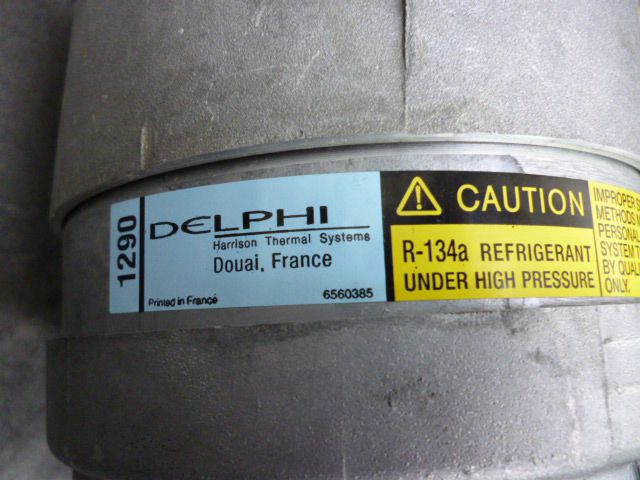 1290
DELPHI
Harrison Thermal Systems
Douai, France
Printed in France
6560385
CAUTION
R-134a REFRIGERANT
UNDER HIGH PRESSURE
IMPROPER
METHODS
PERSONAL
SYSTEM
BY
ONLY.